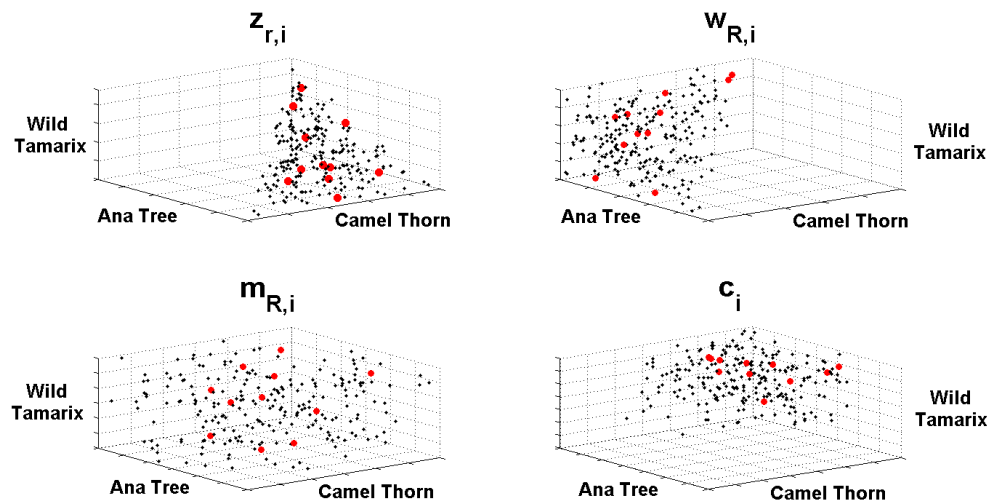 z_{r,i}
Wild
Tamarix
Ana Tree
Camel Thorn
w_{R,i}
Wild
Tamarix
Ana Tree
Camel Thorn
m_{R,i}
Wild
Tamarix
Ana Tree
Camel Thorn
c_i
Wild
Tamarix
Ana Tree
Camel Thorn